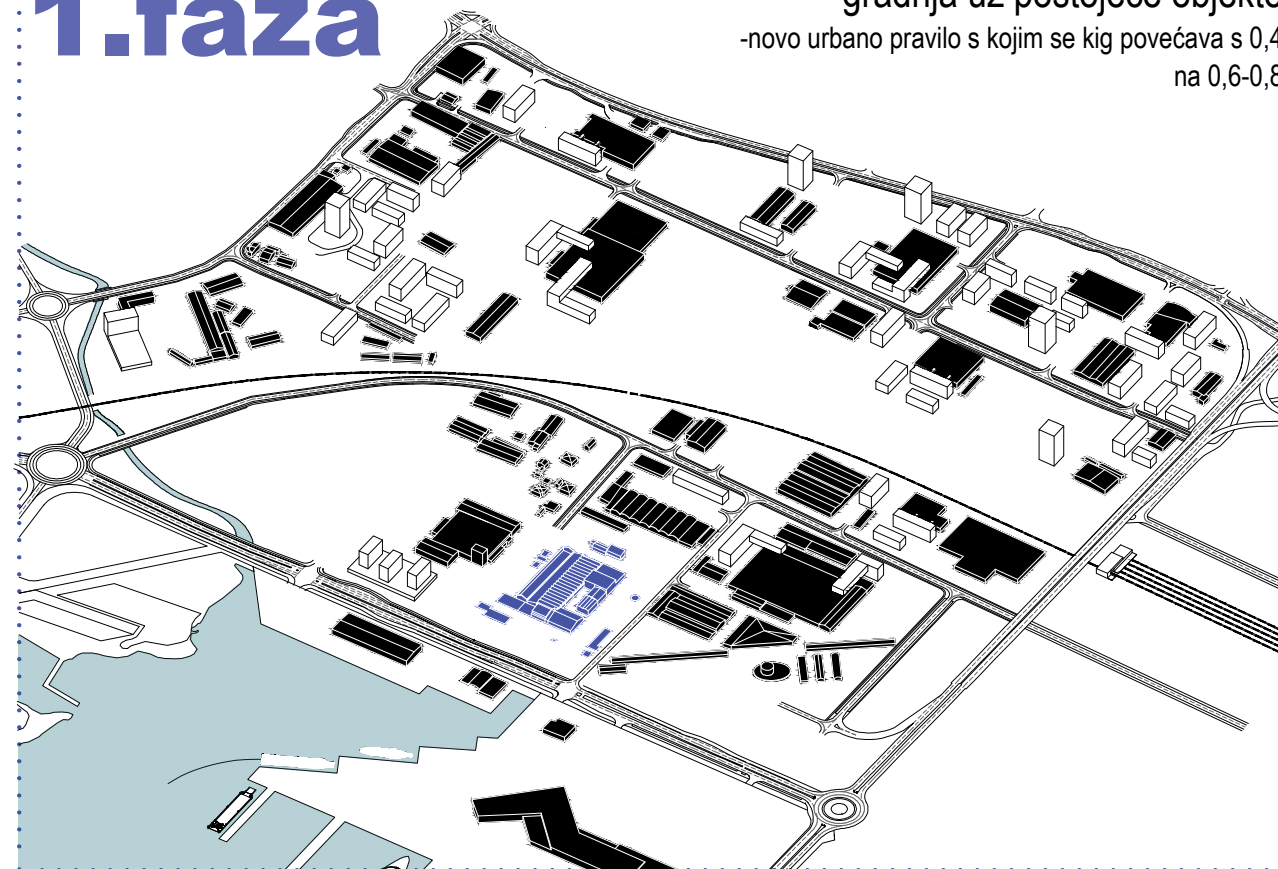 1.faza
gradnja uz postojeće objekte
-novo urbano pravilo s kojim se kig povećava s 0,4
na 0,6-0,8